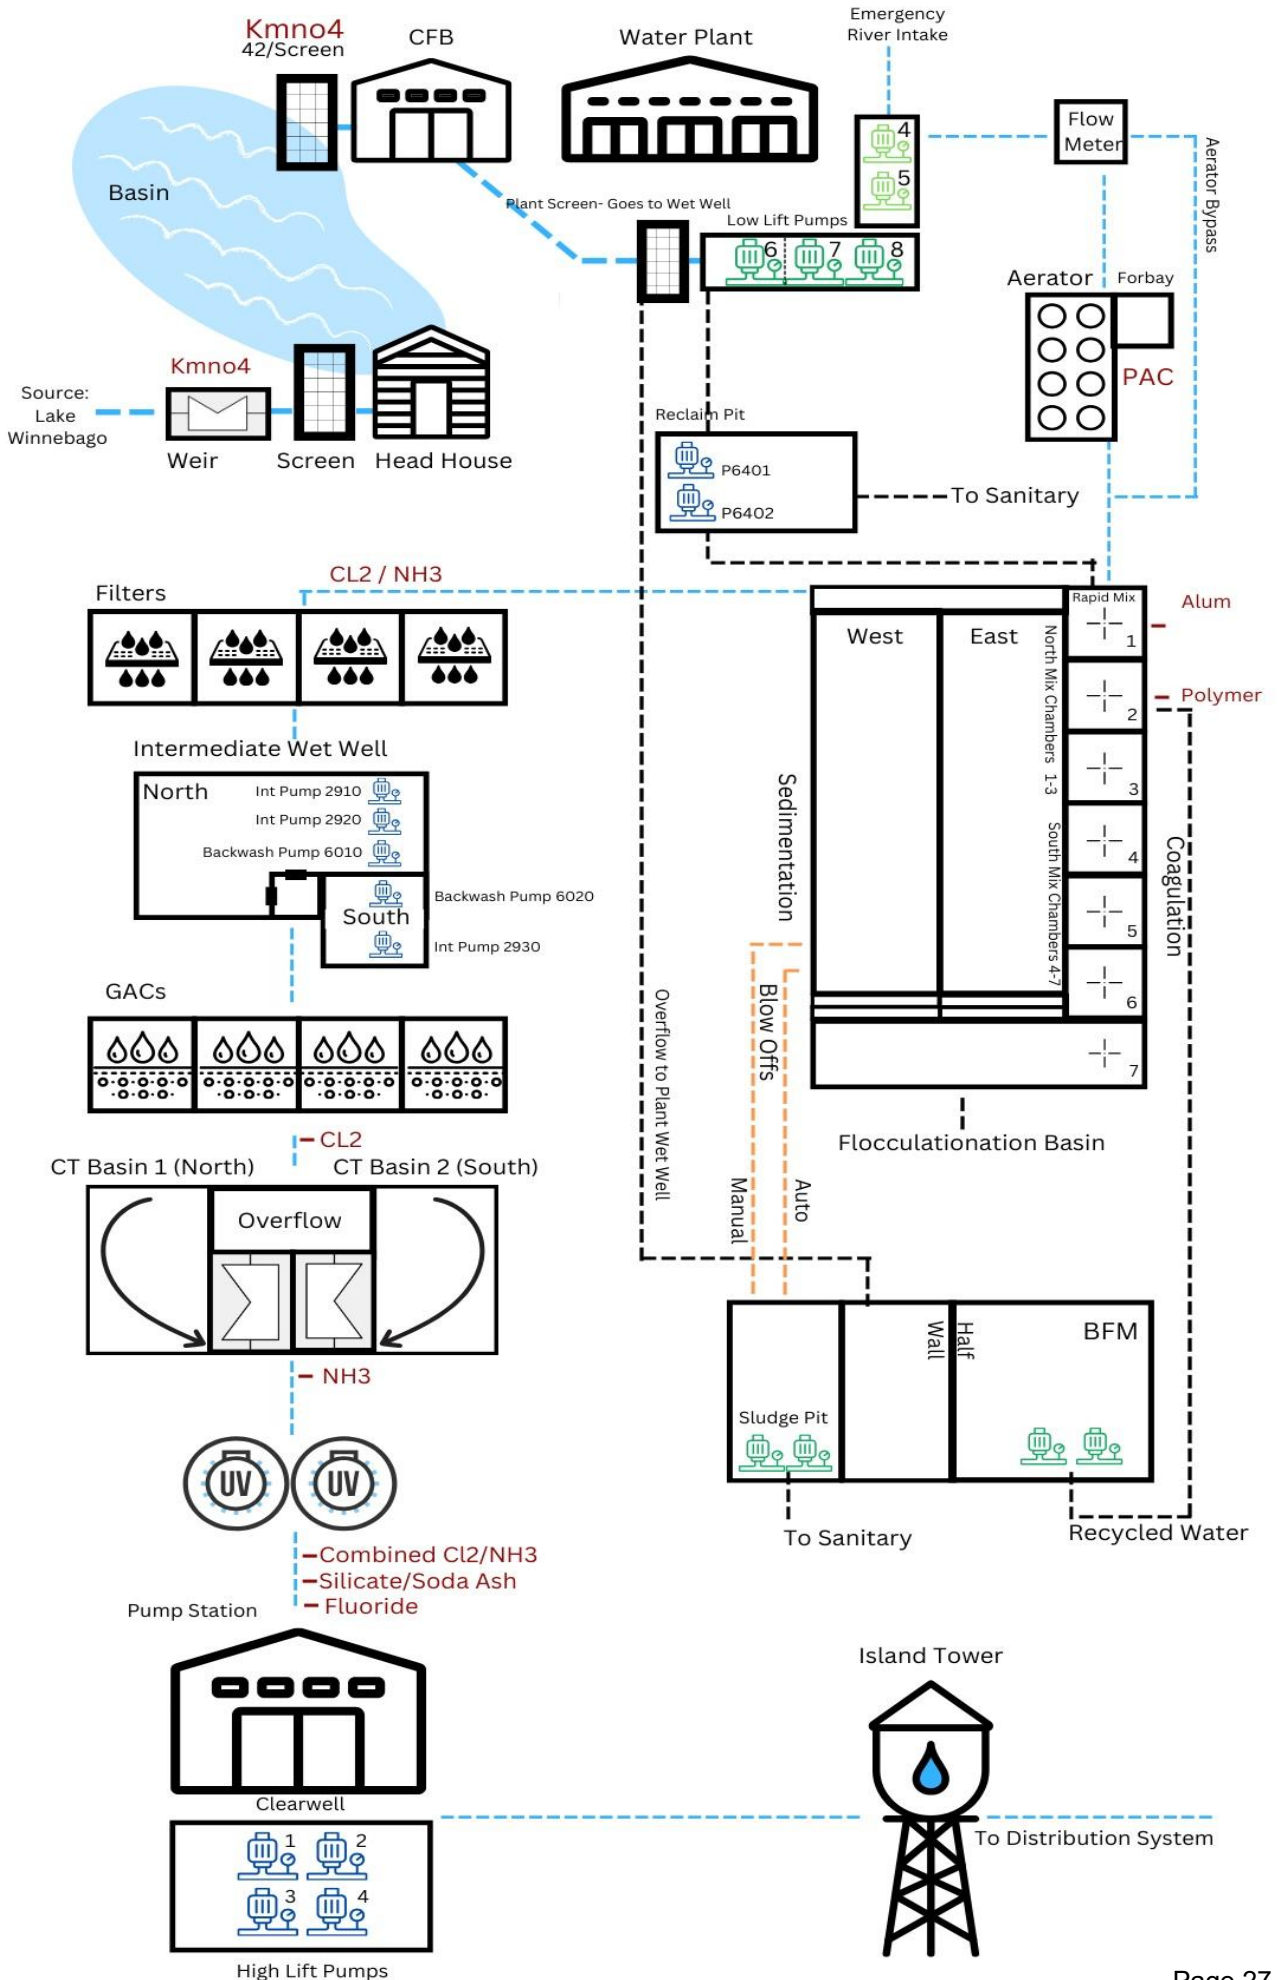 Kmno4
42/Screen
CFB
Water Plant
Emergency
River Intake
4
5
Flow
Meter
Aerator Bypass
Basin
Plant Screen- Goes to Wet Well
Low Lift Pumps
6
7
8
Aerator
Forbay
PAC
Kmno4
Source:
Lake
Winnebago
Weir
Screen
Head House
Reclaim Pit
P6401
P6402
To Sanitary
CL2 / NH3
Filters
West
East
Rapid Mix
1
2
3
4
5
6
7
Alum
Polymer
North Mix Chambers 1-3
South Mix Chambers 4-7
Coagulation
Sedimentation
Intermediate Wet Well
North
Int Pump 2910
Int Pump 2920
Backwash Pump 6010
Backwash Pump 6020
South
Int Pump 2930
GACs
Blow Offs
Overflow to Plant Wet Well
Manual
Auto
Flocculationation Basin
CL2
CT Basin 1 (North)
CT Basin 2 (South)
Overflow
NH3
Half
Wall
BFM
Sludge Pit
To Sanitary
Recycled Water
UV
UV
Combined Cl2/NH3
Silicate/Soda Ash
Fluoride
Pump Station
Island Tower
Clearwell
1
2
3
4
High Lift Pumps
To Distribution System
Page 27